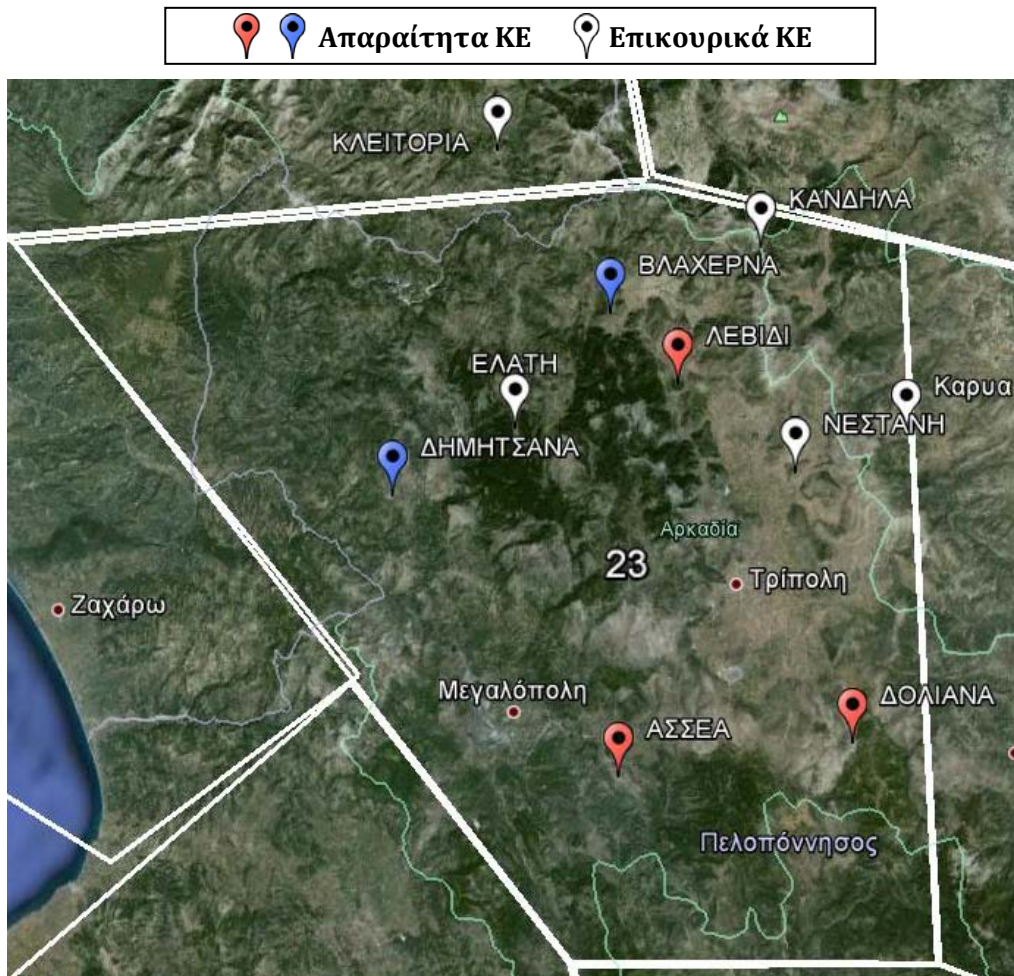 Απαραίτητα ΚΕ Επικουρικά ΚΕ
ΚΛΕΙΤΟΡΙΑ
ΚΑΝΔΗΛΑ
ΒΛΑΧΕΡΝΑ
ΛΕΒΙΔΙ
ΕΛΑΤΗ
Καρυα
ΝΕΣΤΑΝΗ
ΔΗΜΗΤΣΑΝΑ
Αρκαδία
23
Τρίπολη
Ζαχάρω
Μεγαλόπολη
ΔΟΛΙΑΝΑ
ΑΣΣΕΑ
Πελοπόννησος